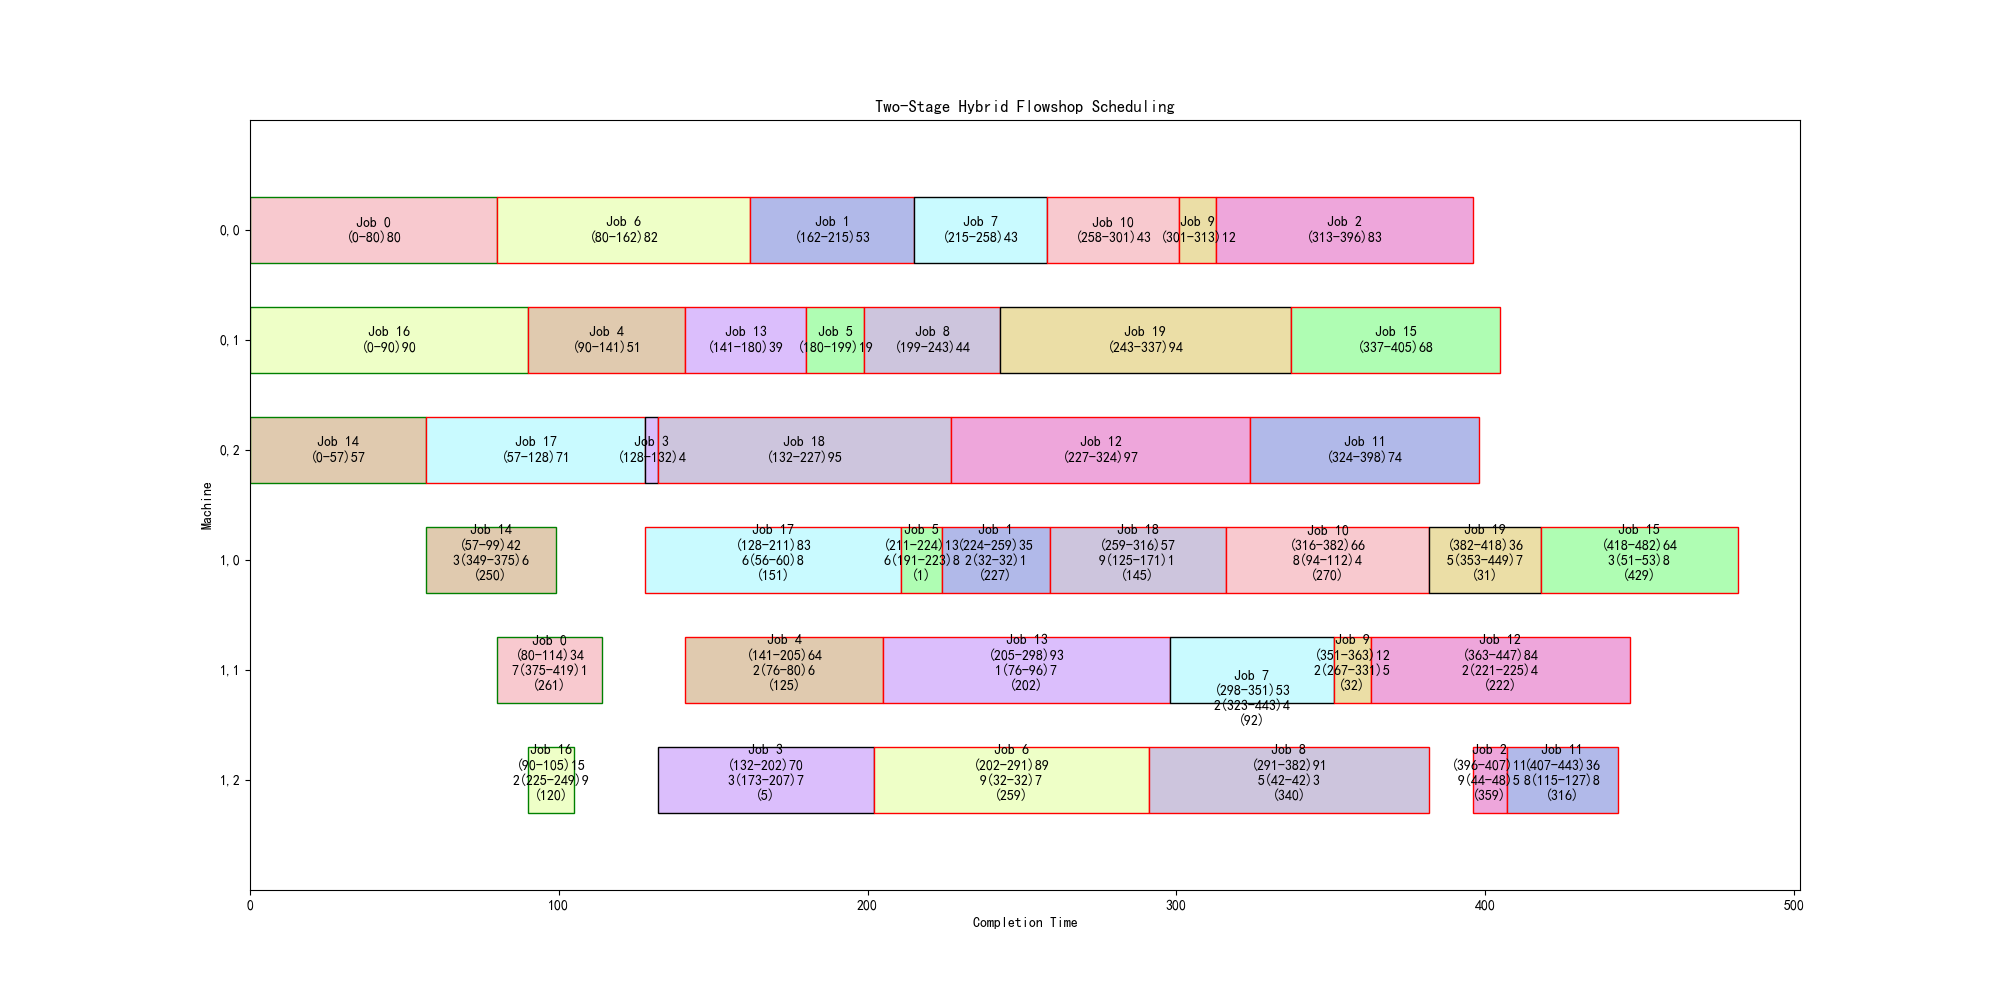 Two-Stage Hybrid Flowshop Scheduling
0,0
Job 0
(0-80)80
Job 6
(80-162)82
Job 1
(162-215)53
Job 7
(215-258)43
Job 10
(258-301)43
Job 9
(301-313)12
Job 2
(313-396)83
0,1
Job 16
(0-90)90
Job 4
(90-141)51
Job 13
(141-180)39
Job 5
(180-199)19
Job 8
(199-243)44
Job 19
(243-337)94
Job 15
(337-405)68
0,2
Job 14
(0-57)57
Job 17
(57-128)71
Job 3
(128-132)4
Job 18
(132-227)95
Job 12
(227-324)97
Job 11
(324-398)74
Machine
1,0
Job 14
(57-99)42
3(349-375)6
(250)
Job 17
(128-211)83
6(56-60)8
(151)
Job 5
(211-224)13
6(191-223)8
(1)
Job 1
(224-259)35
2(32-32)1
(227)
Job 18
(259-316)57
9(125-171)1
(145)
Job 10
(316-382)66
8(94-112)4
(270)
Job 19
(382-418)36
5(353-449)7
(31)
Job 15
(418-482)64
3(51-53)8
(429)
1,1
Job 0
(80-114)34
7(375-419)1
(261)
Job 4
(141-205)64
2(76-80)6
(125)
Job 13
(205-298)93
1(76-96)7
(202)
Job 7
(298-351)53
2(323-443)4
(92)
Job 9
(351-363)12
2(267-331)5
(32)
Job 12
(363-447)84
2(221-225)4
(222)
1,2
Job 16
(90-105)15
2(225-249)9
(120)
Job 3
(132-202)70
3(173-207)7
(5)
Job 6
(202-291)89
9(32-32)7
(259)
Job 8
(291-382)91
5(42-42)3
(340)
Job 2
(396-407)11
9(44-48)5
(359)
Job 11
(407-443)36
8(115-127)8
(316)
0
100
200
300
400
500
Completion Time